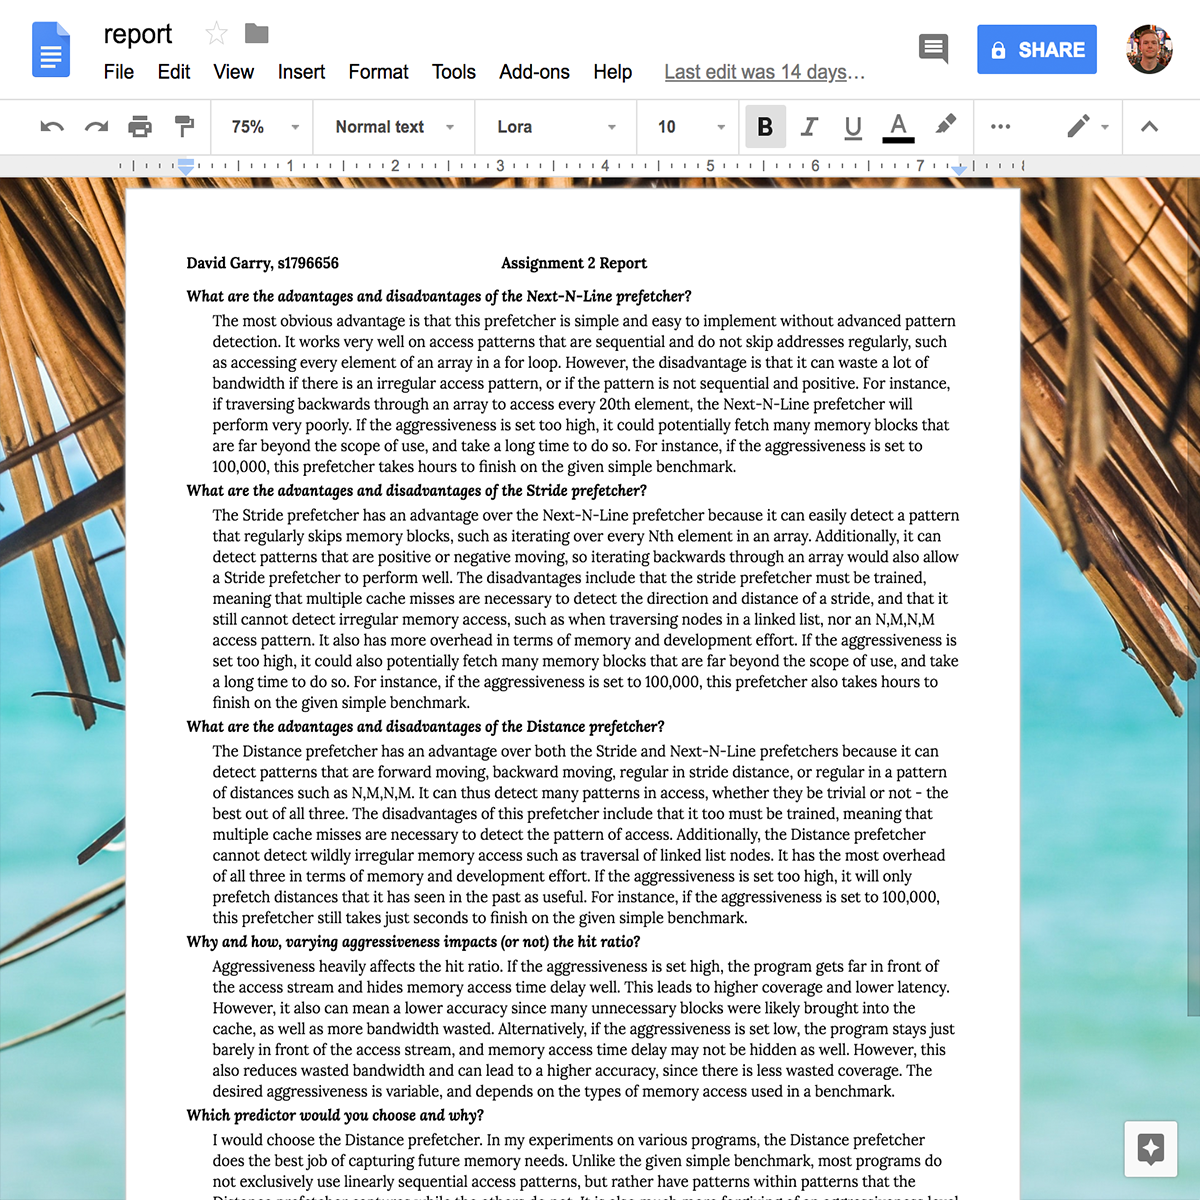 report
File Edit View Insert Format Tools Add-ons Help Last edit was 14 days…
SHARE
75% Normal text Lora 10 B I U A
1 2 3 4 5 6 7
David Garry, s1796656 Assignment 2 Report
What are the advantages and disadvantages of the Next-N-Line prefetcher?
The most obvious advantage is that this prefetcher is simple and easy to implement without advanced pattern
detection. It works very well on access patterns that are sequential and do not skip addresses regularly, such
as accessing every element of an array in a for loop. However, the disadvantage is that it can waste a lot of
bandwidth if there is an irregular access pattern, or if the pattern is not sequential and positive. For instance,
if traversing backwards through an array to access every 20th element, the Next-N-Line prefetcher will
perform very poorly. If the aggressiveness is set too high, it could potentially fetch many memory blocks that
are far beyond the scope of use, and take a long time to do so. For instance, if the aggressiveness is set to
100,000, this prefetcher takes hours to finish on the given simple benchmark.
What are the advantages and disadvantages of the Stride prefetcher?
The Stride prefetcher has an advantage over the Next-N-Line prefetcher because it can easily detect a pattern
that regularly skips memory blocks, such as iterating over every Nth element in an array. Additionally, it can
detect patterns that are positive or negative moving, so iterating backwards through an array would also allow
a Stride prefetcher to perform well. The disadvantages include that the stride prefetcher must be trained,
meaning that multiple cache misses are necessary to detect the direction and distance of a stride, and that it
still cannot detect irregular memory access, such as when traversing nodes in a linked list, nor an N,M,N,M
access pattern. It also has more overhead in terms of memory and development effort. If the aggressiveness is
set too high, it could also potentially fetch many memory blocks that are far beyond the scope of use, and take
a long time to do so. For instance, if the aggressiveness is set to 100,000, this prefetcher also takes hours to
finish on the given simple benchmark.
What are the advantages and disadvantages of the Distance prefetcher?
The Distance prefetcher has an advantage over both the Stride and Next-N-Line prefetchers because it can
detect patterns that are forward moving, backward moving, regular in stride distance, or regular in a pattern
of distances such as N,M,N,M. It can thus detect many patterns in access, whether they be trivial or not - the
best out of all three. The disadvantages of this prefetcher include that it too must be trained, meaning that
multiple cache misses are necessary to detect the pattern of access. Additionally, the Distance prefetcher
cannot detect wildly irregular memory access such as traversal of linked list nodes. It has the most overhead
of all three in terms of memory and development effort. If the aggressiveness is set too high, it will only
prefetch distances that it has seen in the past as useful. For instance, if the aggressiveness is set to 100,000,
this prefetcher still takes just seconds to finish on the given simple benchmark.
Why and how, varying aggressiveness impacts (or not) the hit ratio?
Aggressiveness heavily affects the hit ratio. If the aggressiveness is set high, the program gets far in front of
the access stream and hides memory access time delay well. This leads to higher coverage and lower latency.
However, it also can mean a lower accuracy since many unnecessary blocks were likely brought into the
cache, as well as more bandwidth wasted. Alternatively, if the aggressiveness is set low, the program stays just
barely in front of the access stream, and memory access time delay may not be hidden as well. However, this
also reduces wasted bandwidth and can lead to a higher accuracy, since there is less wasted coverage. The
desired aggressiveness is variable, and depends on the types of memory access used in a benchmark.
Which predictor would you choose and why?
I would choose the Distance prefetcher. In my experiments on various programs, the Distance prefetcher
does the best job of capturing future memory needs. Unlike the given simple benchmark, most programs do
not exclusively use linearly sequential access patterns, but rather have patterns within patterns that the